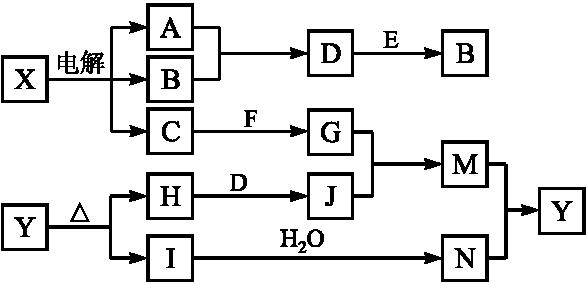 A
X 电解 B D E B
C F G
M
Y △ H D J Y
I H₂O N